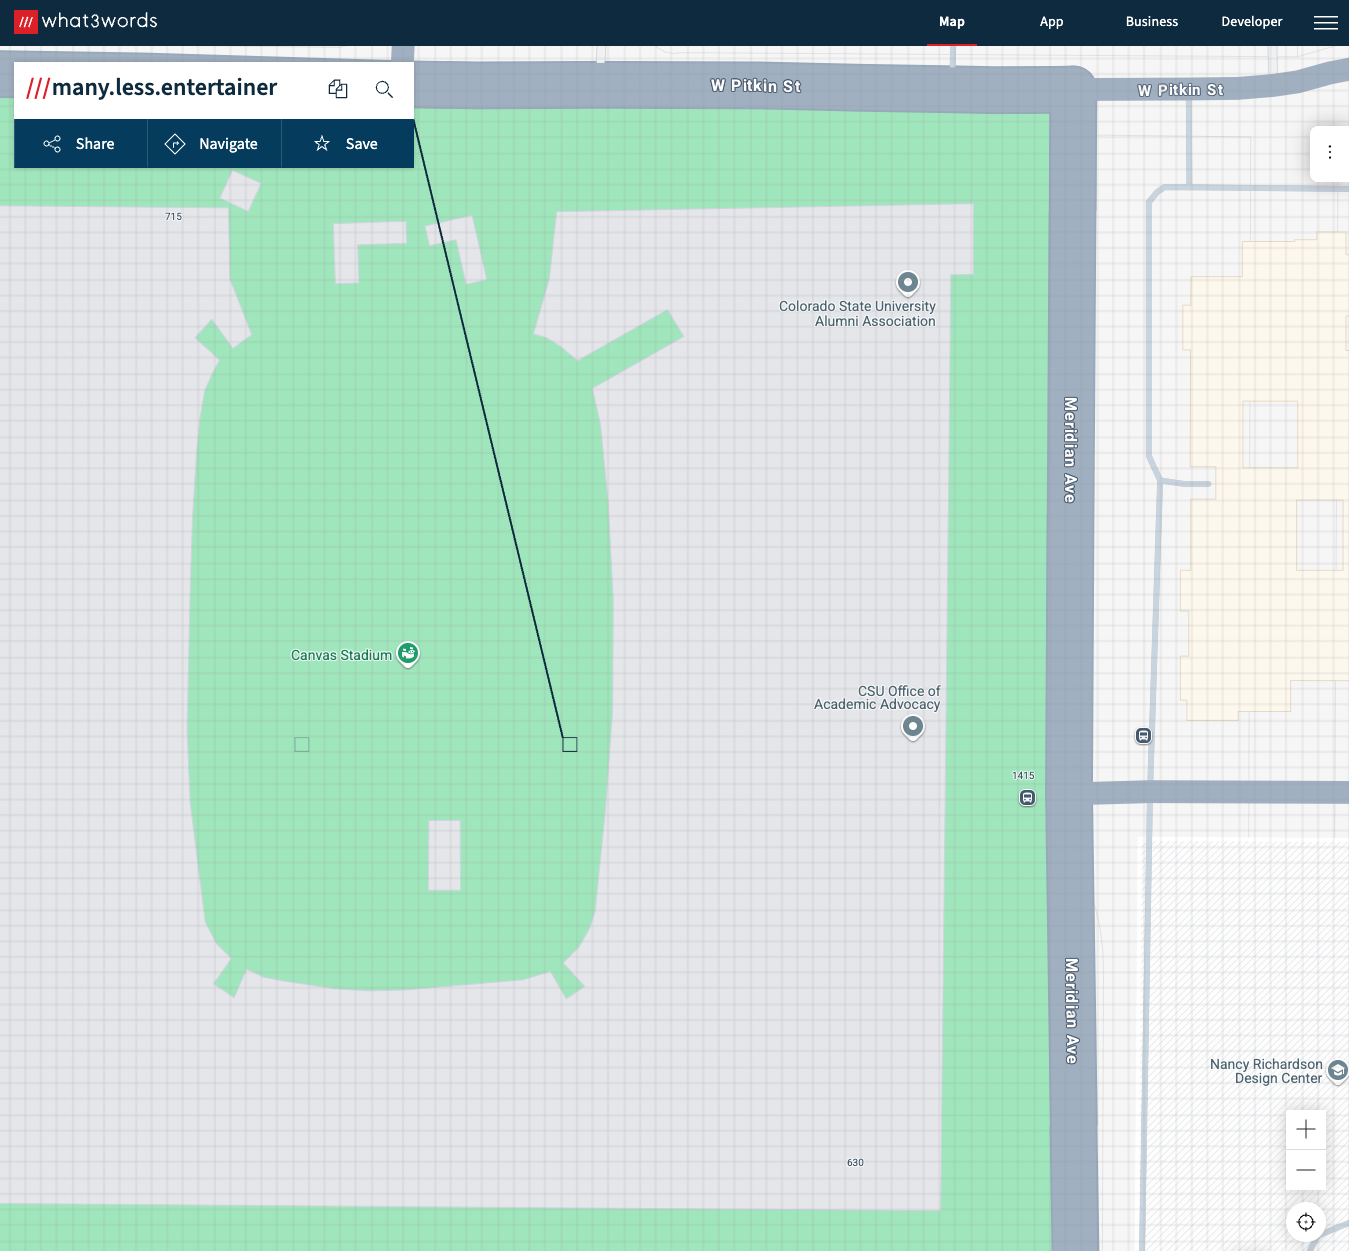 what3words
Map
App
Business
Developer
///many.less.entertainer
Share
Navigate
Save
W Pitkin St
W Pitkin St
715
Colorado State University
Alumni Association
Meridian Ave
Canvas Stadium
CSU Office of
Academic Advocacy
1415
Meridian Ave
Nancy Richardson
Design Center
630